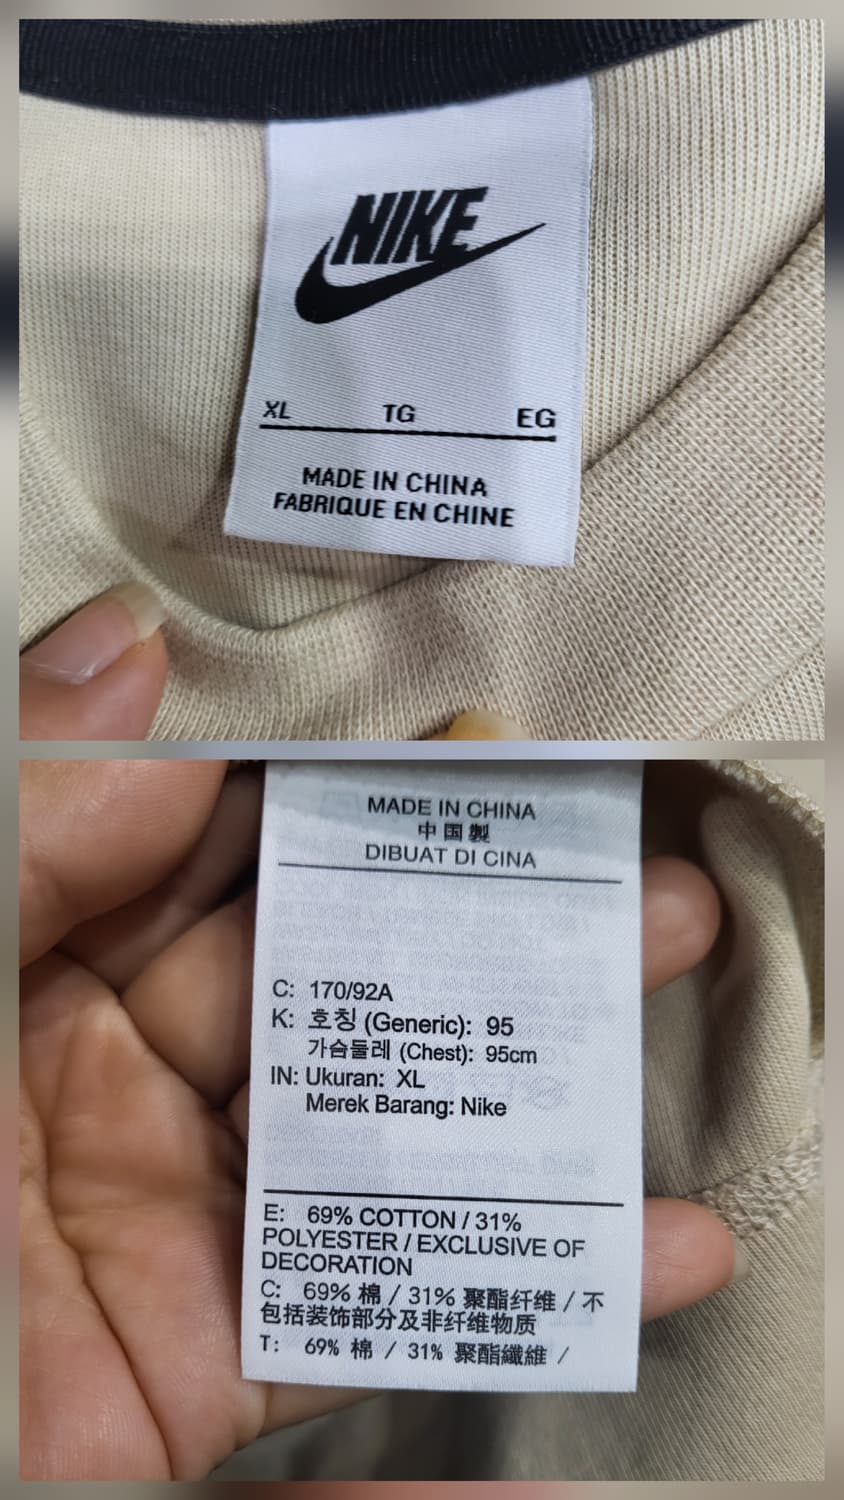 NIKE
XL TG EG
MADE IN CHINA
FABRIQUE EN CHINE
MADE IN CHINA
中国製
DIBUAT DI CINA
C: 170/92A
K: 호칭 (Generic): 95
가슴둘레 (Chest): 95cm
IN: Ukuran: XL
Merek Barang: Nike
E: 69% COTTON / 31%
POLYESTER / EXCLUSIVE OF
DECORATION
C: 69% 棉 / 31% 聚酯纤维 / 不
包括装饰部分及非纤维物质
T: 69% 棉 / 31% 聚酯纖維 /